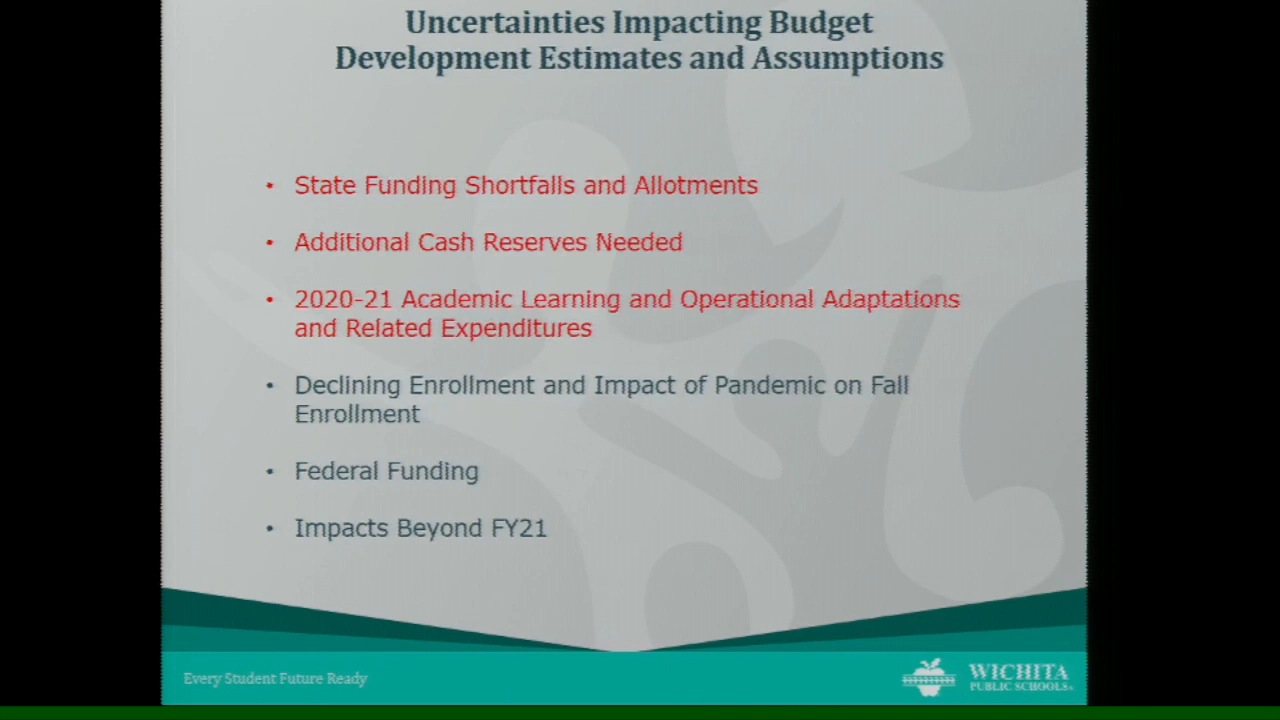 Uncertainties Impacting Budget
Development Estimates and Assumptions
• State Funding Shortfalls and Allotments
• Additional Cash Reserves Needed
• 2020-21 Academic Learning and Operational Adaptations
and Related Expenditures
• Declining Enrollment and Impact of Pandemic on Fall
Enrollment
• Federal Funding
• Impacts Beyond FY21
Every Student Future Ready
WICHITA
PUBLIC SCHOOLS